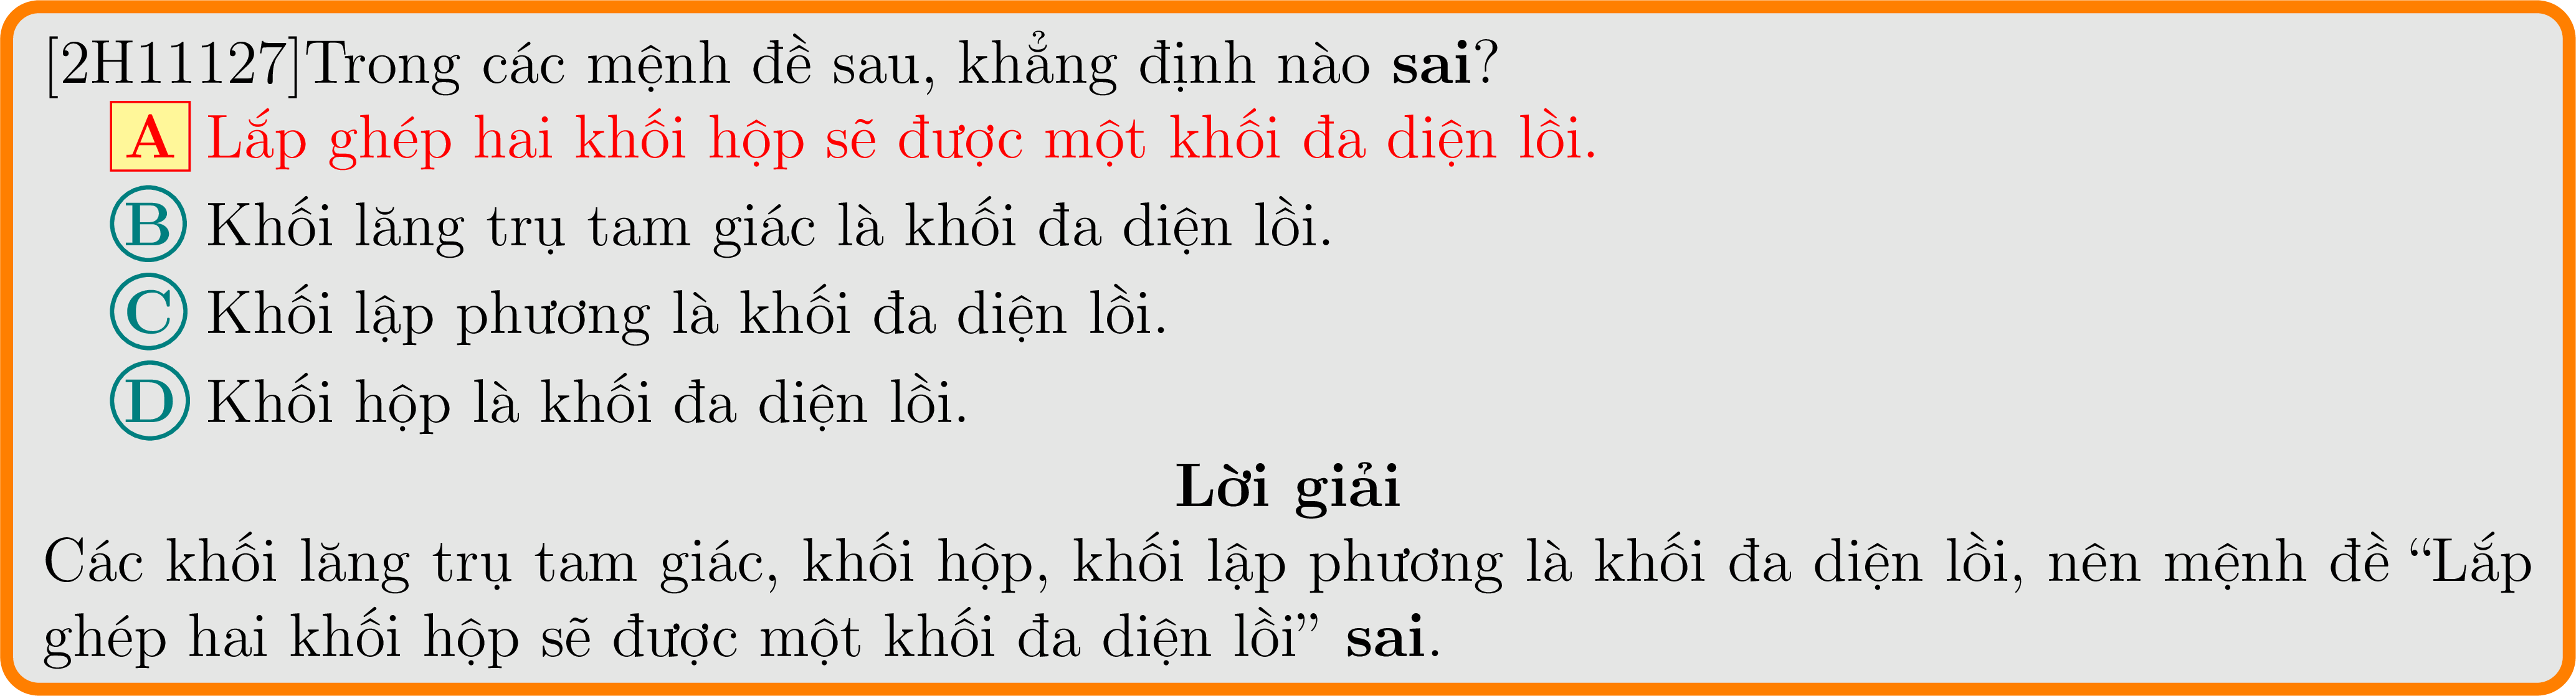 [2H11127]Trong các mệnh đề sau, khẳng định nào sai?
A Lắp ghép hai khối hộp sẽ được một khối đa diện lồi.
B Khối lăng trụ tam giác là khối đa diện lồi.
C Khối lập phương là khối đa diện lồi.
D Khối hộp là khối đa diện lồi.
Lời giải
Các khối lăng trụ tam giác, khối hộp, khối lập phương là khối đa diện lồi, nên mệnh đề “Lắp
ghép hai khối hộp sẽ được một khối đa diện lồi” sai.